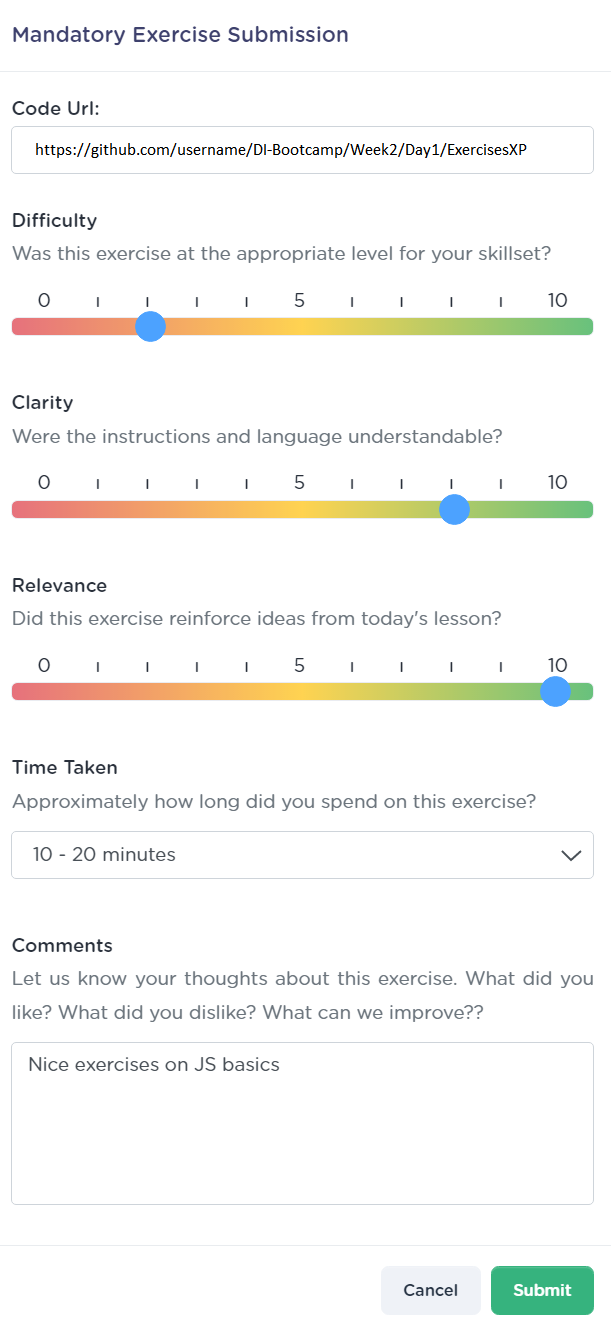 Mandatory Exercise Submission
Code Url:
https://github.com/username/DI-Bootcamp/Week2/Day1/ExercisesXP
Difficulty
Was this exercise at the appropriate level for your skillset?
0 5 10
Clarity
Were the instructions and language understandable?
0 5 10
Relevance
Did this exercise reinforce ideas from today's lesson?
0 5 10
Time Taken
Approximately how long did you spend on this exercise?
10 - 20 minutes
Comments
Let us know your thoughts about this exercise. What did you
like? What did you dislike? What can we improve??
Nice exercises on JS basics
Cancel Submit